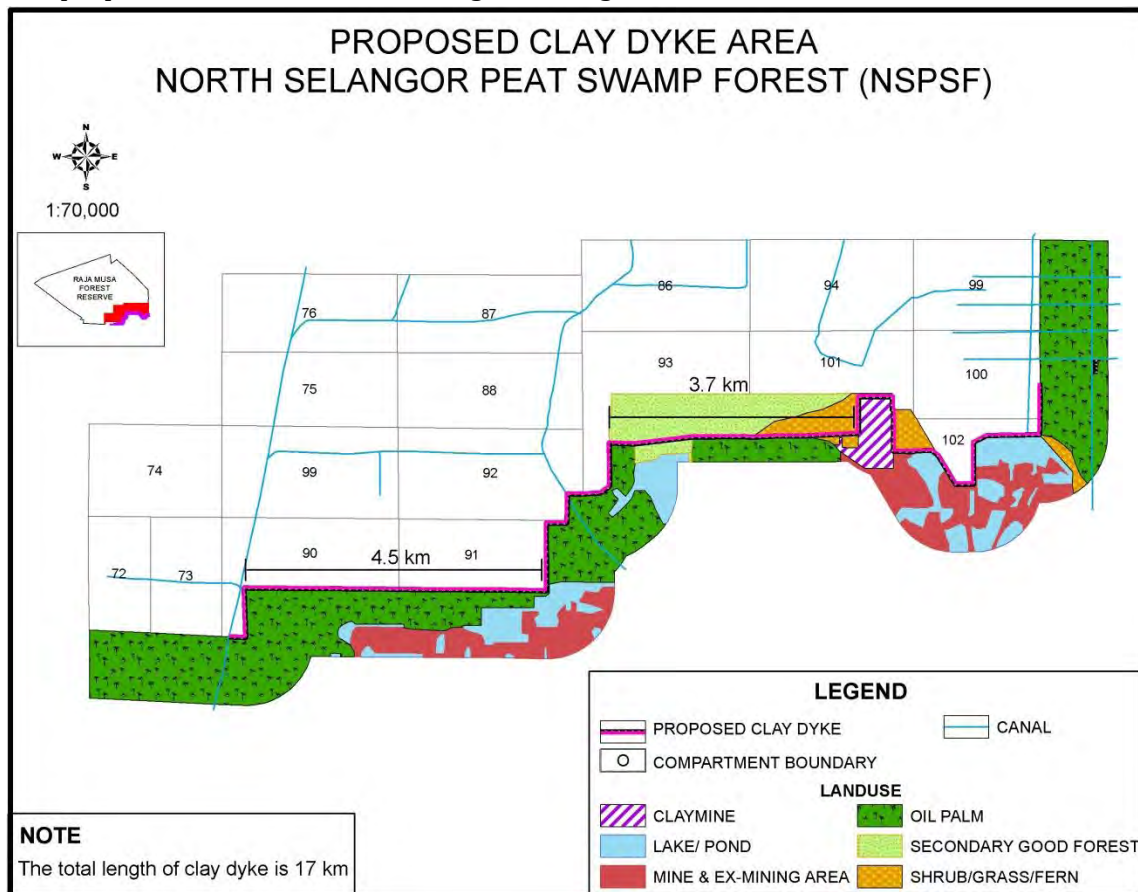 PROPOSED CLAY DYKE AREA
NORTH SELANGOR PEAT SWAMP FOREST (NSPSF)
N
W E
S
1:70,000
RAJA MUSA
FOREST
RESERVE
86
94
99
76
87
93
101
100
3.7 km
75
88
102
74
99
92
90
91
4.5 km
72
73
LEGEND
PROPOSED CLAY DYKE
CANAL
COMPARTMENT BOUNDARY
LANDUSE
CLAYMINE
OIL PALM
LAKE/ POND
SECONDARY GOOD FOREST
MINE & EX-MINING AREA
SHRUB/GRASS/FERN
NOTE
The total length of clay dyke is 17 km